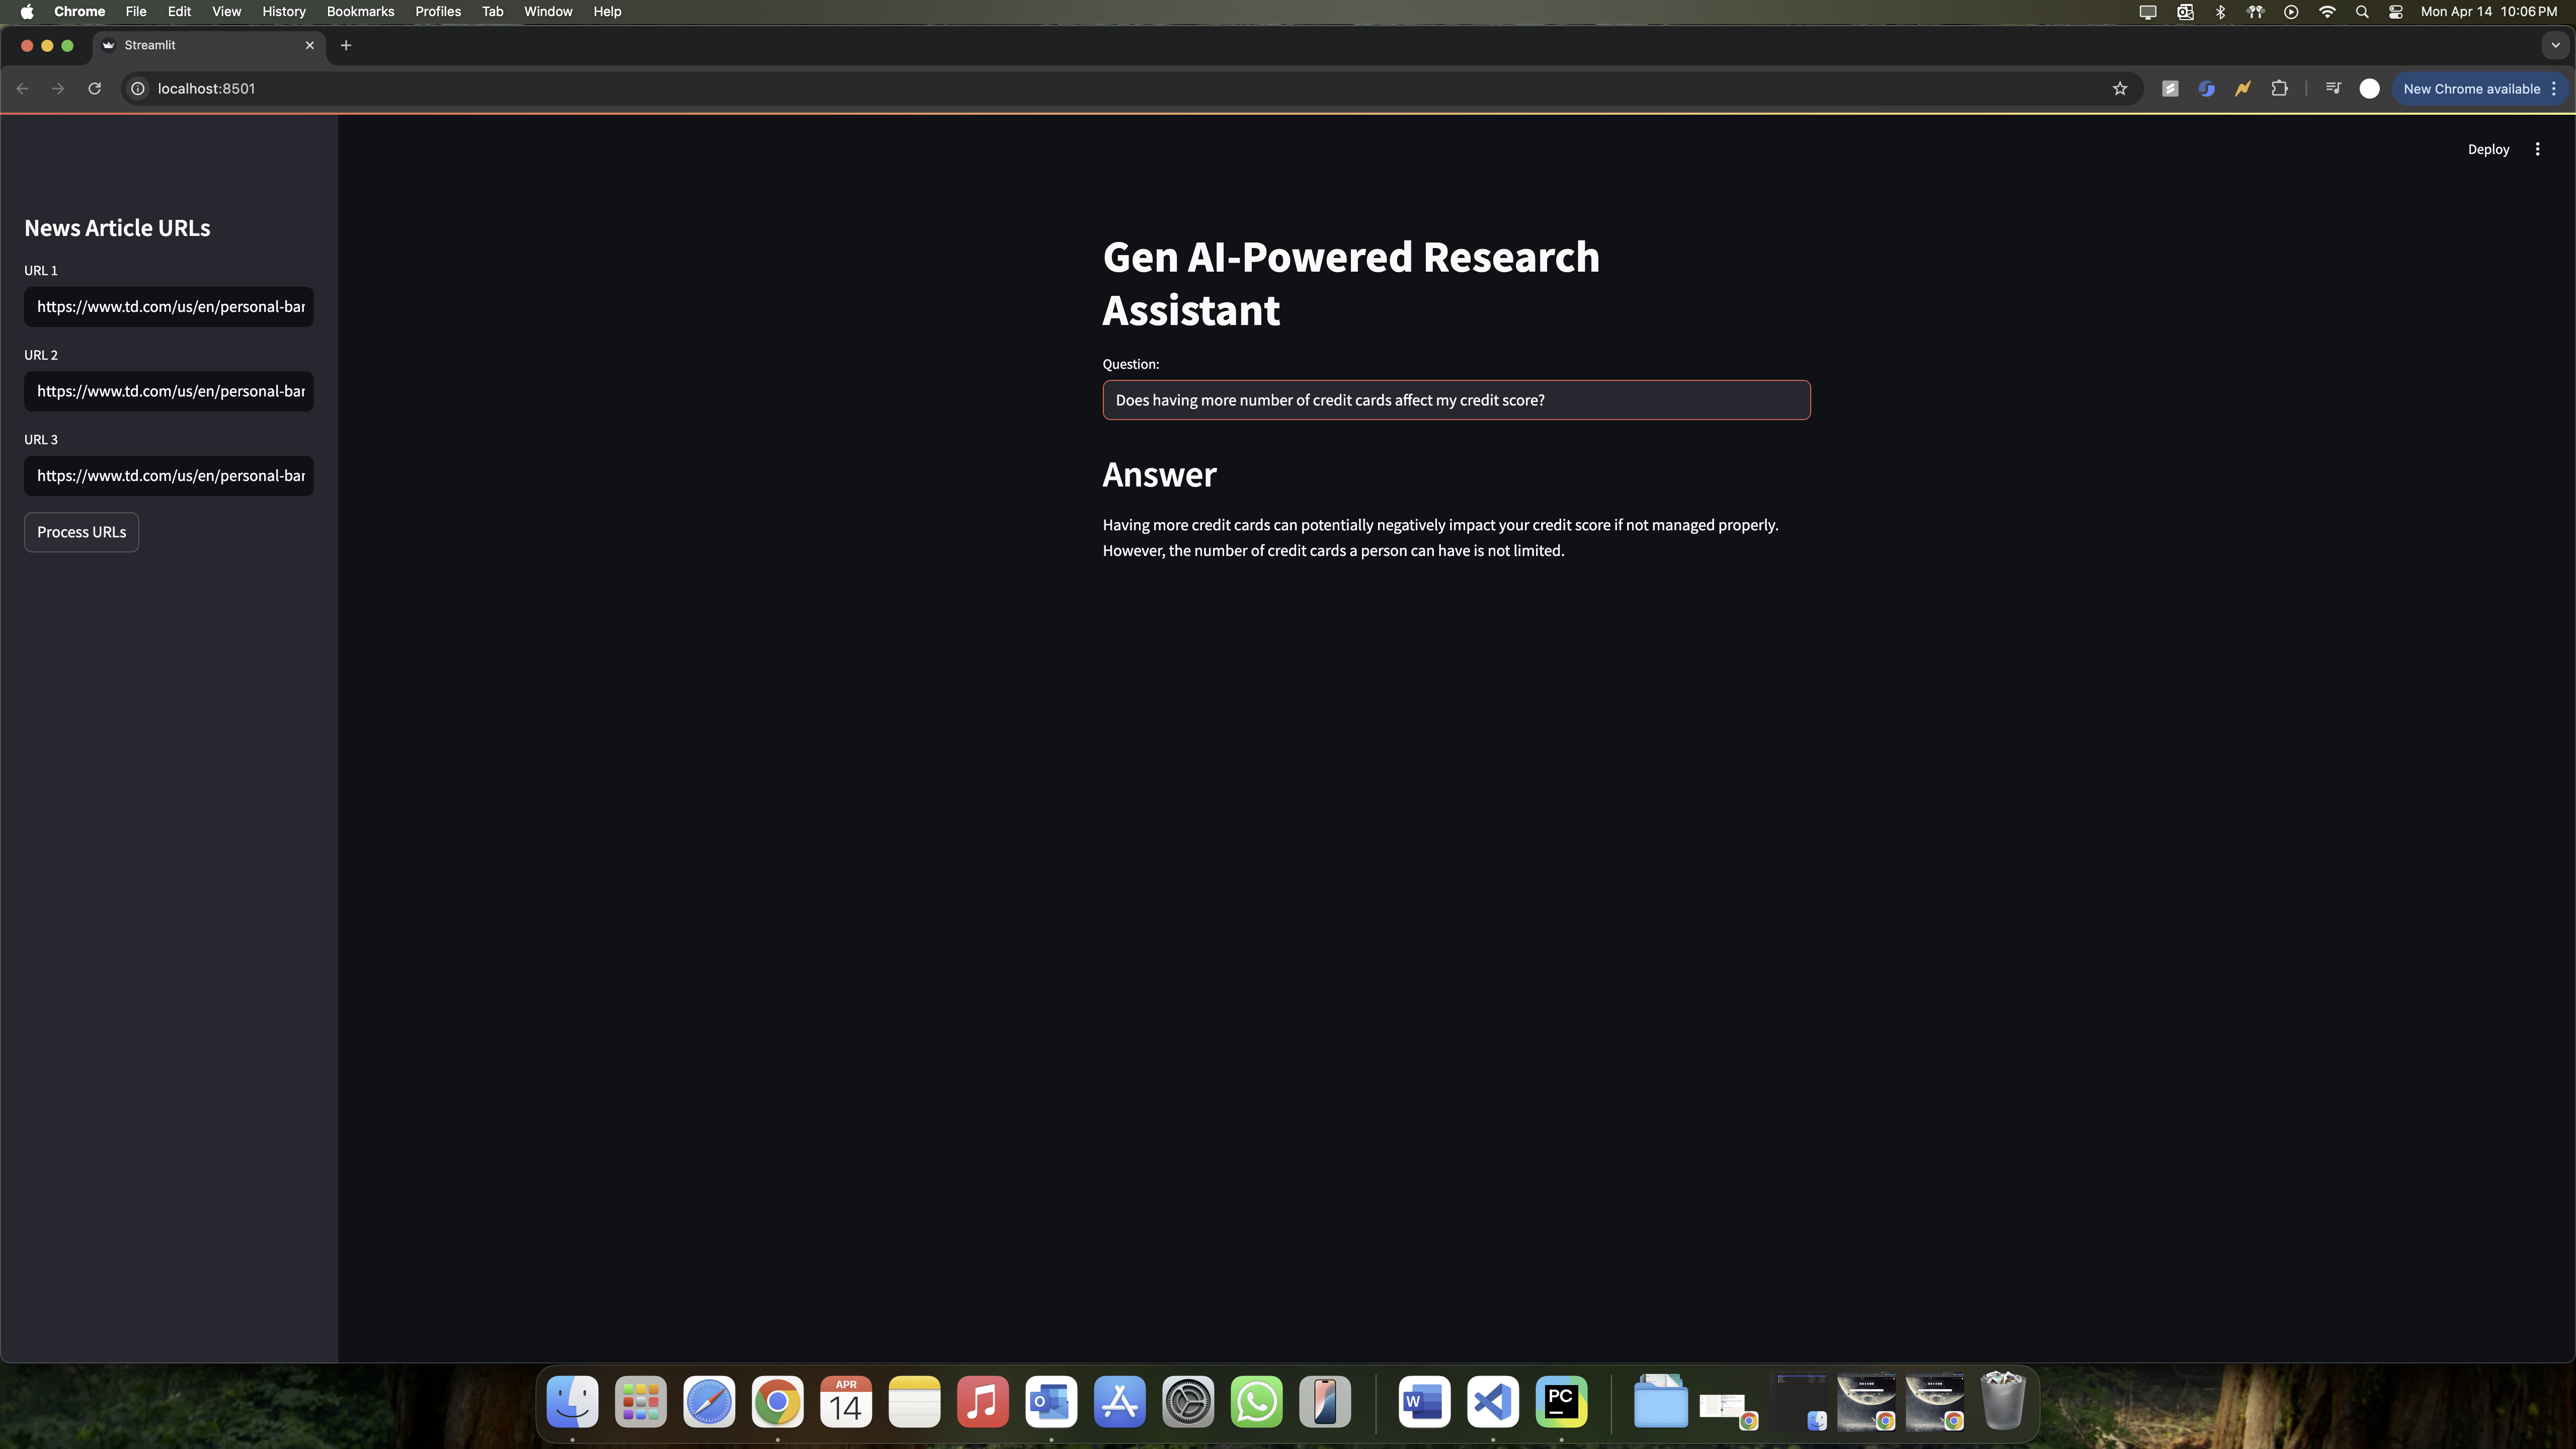 Chrome File Edit View History Bookmarks Profiles Tab Window Help Mon Apr 14 10:06 PM
Streamlit
localhost:8501 New Chrome available
Deploy
News Article URLs
URL 1
https://www.td.com/us/en/personal-bar
URL 2
https://www.td.com/us/en/personal-bar
URL 3
https://www.td.com/us/en/personal-bar
Process URLs
Gen AI-Powered Research
Assistant
Question:
Does having more number of credit cards affect my credit score?
Answer
Having more credit cards can potentially negatively impact your credit score if not managed properly.
However, the number of credit cards a person can have is not limited.
APR
14
O
W
PC